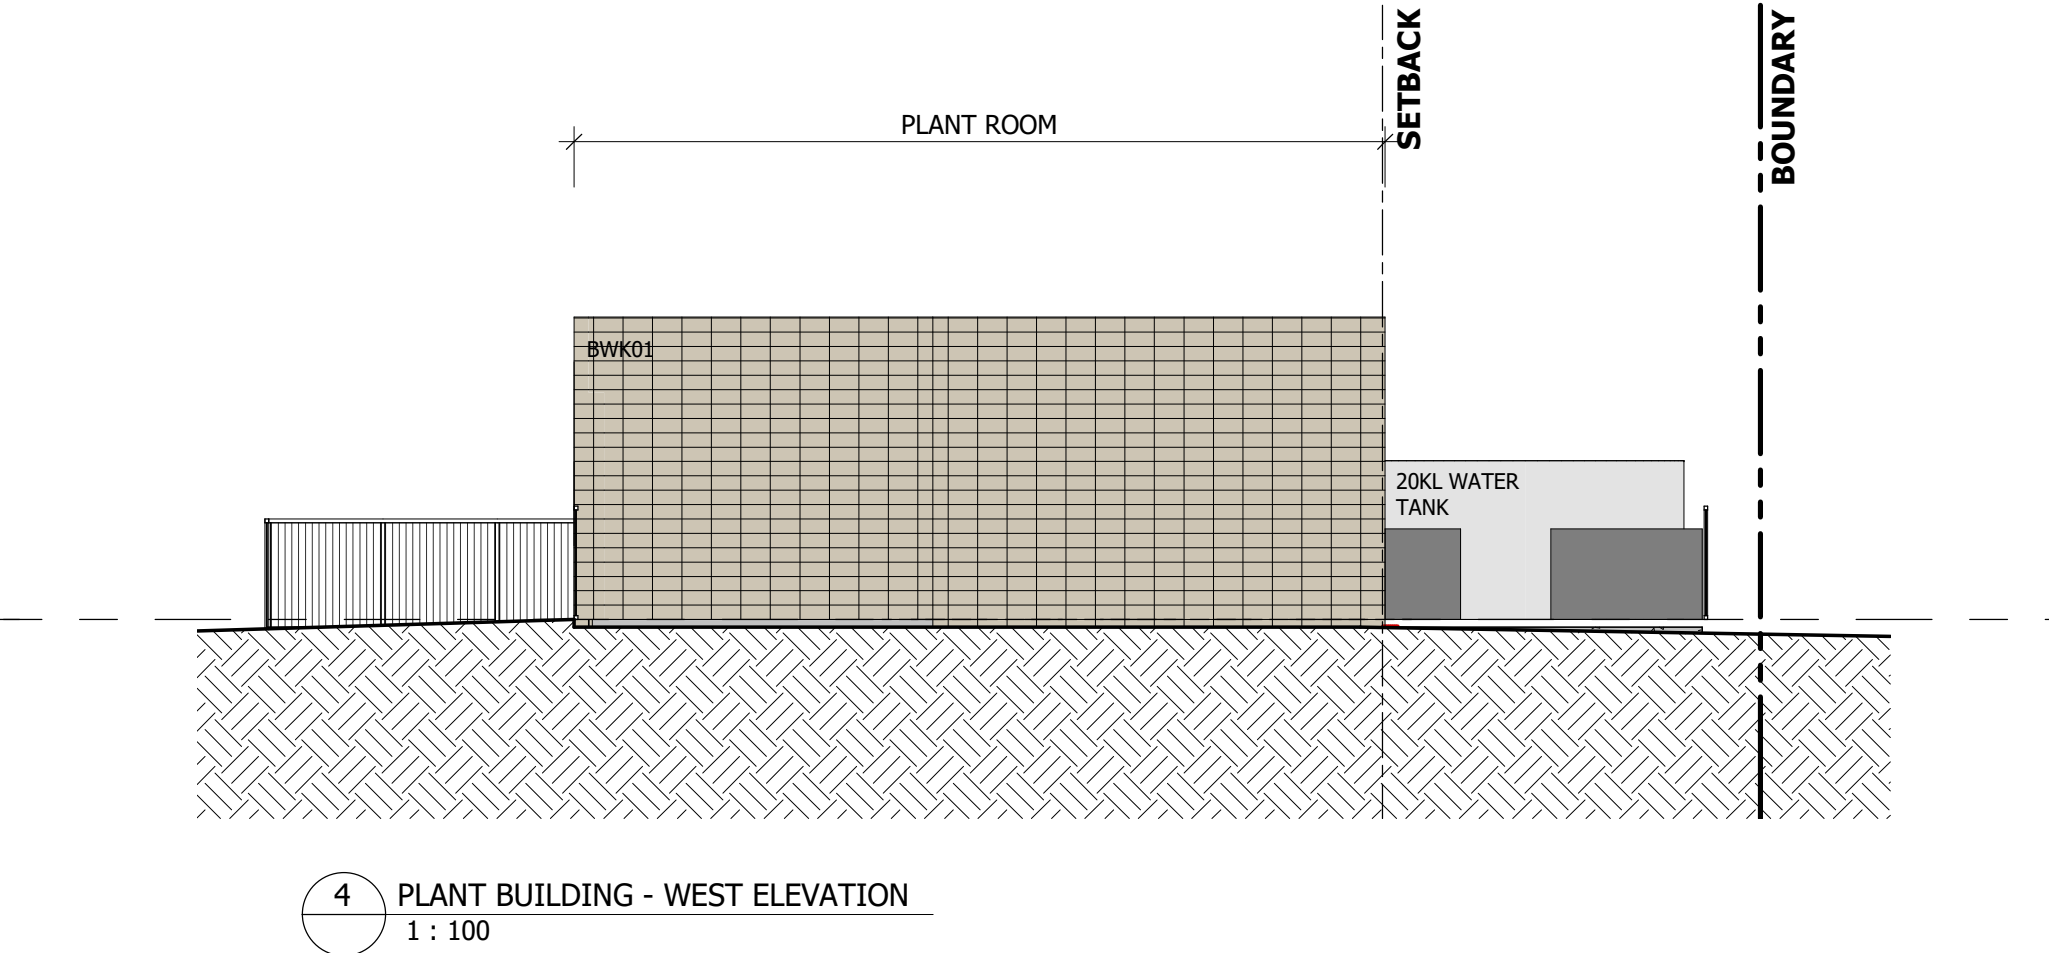 SETBACK
BOUNDARY
PLANT ROOM
BWK01
20KL WATER
TANK
4
PLANT BUILDING - WEST ELEVATION
1 : 100